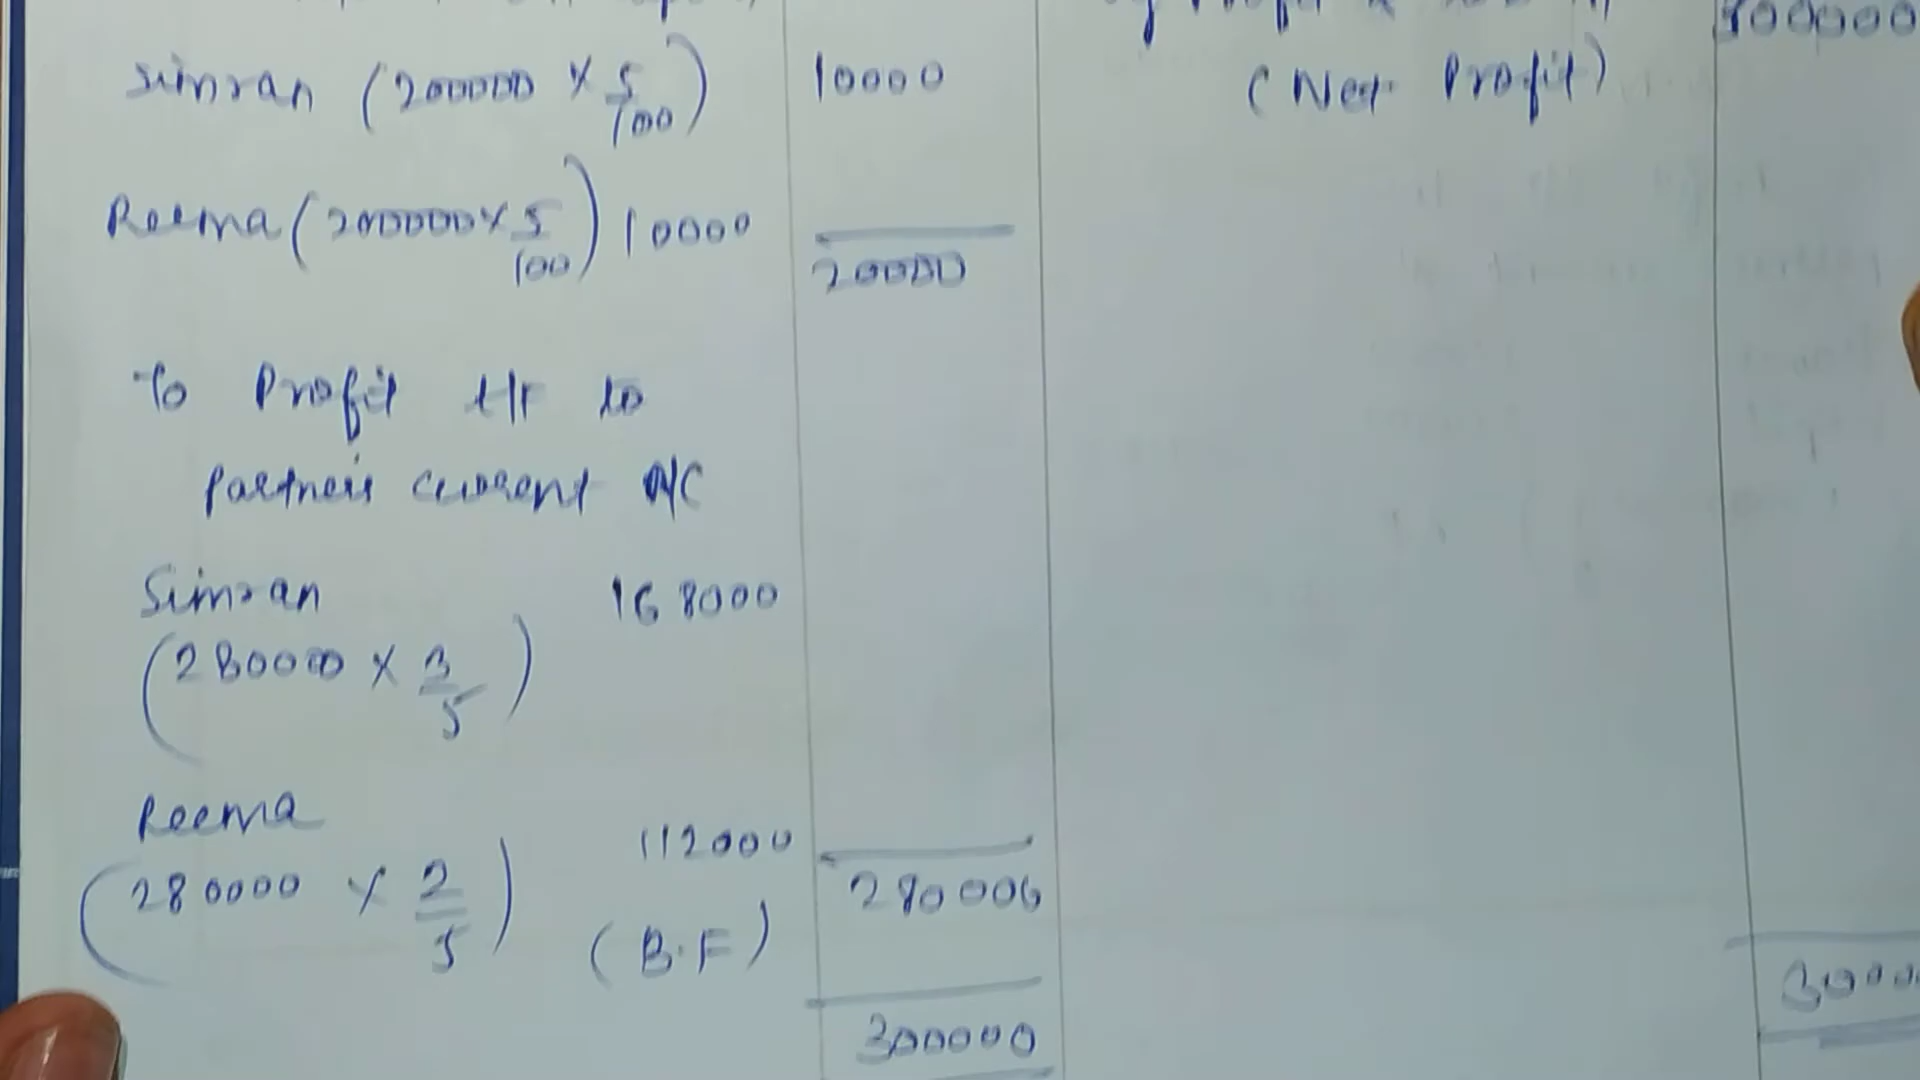 Simran (200000 × 5/100) 10000
(Net Profit)
Reema (200000 × 5/100) 10000
20000
To Profit t/f to
Partners current A/C
Simran 168000
(280000 × 3/5)
Reema
112000
(280000 × 2/5)
280000
(B.F)
300000